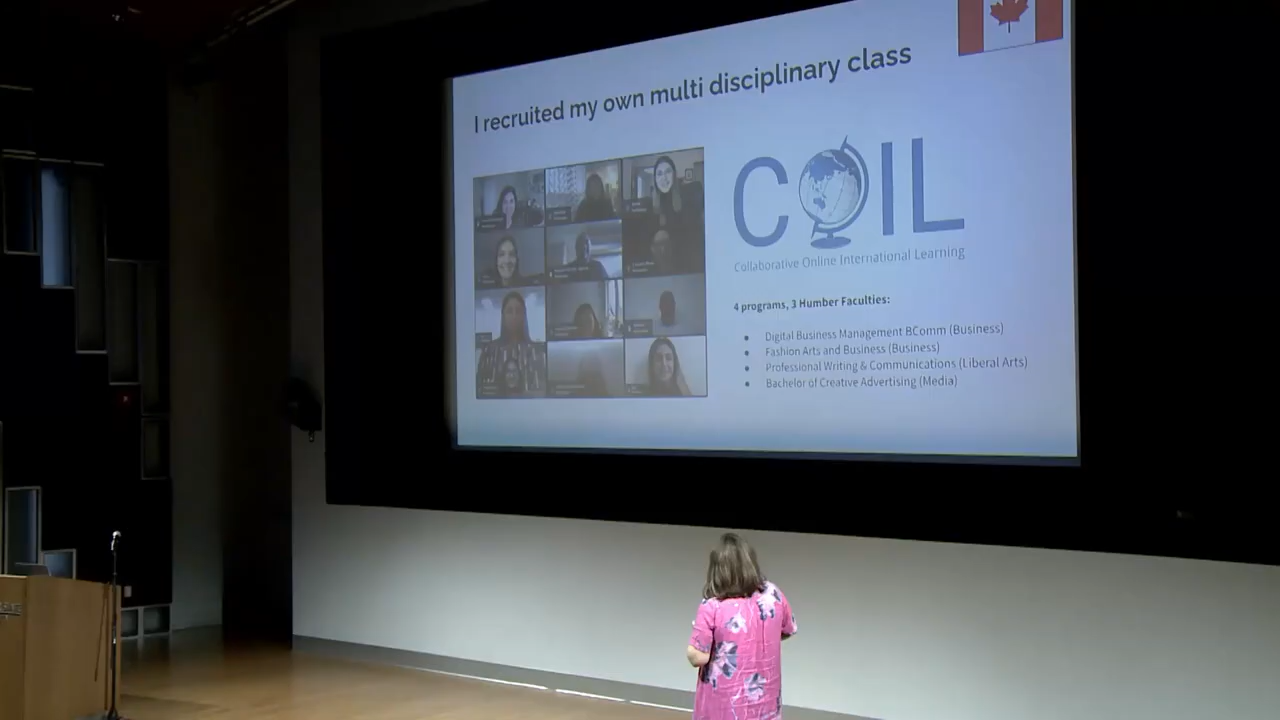 I recruited my own multi disciplinary class
COIL
Collaborative Online International Learning
4 programs, 3 Humber Faculties:
Digital Business Management BComm (Business)
Fashion Arts and Business (Business)
Professional Writing & Communications (Liberal Arts)
Bachelor of Creative Advertising (Media)